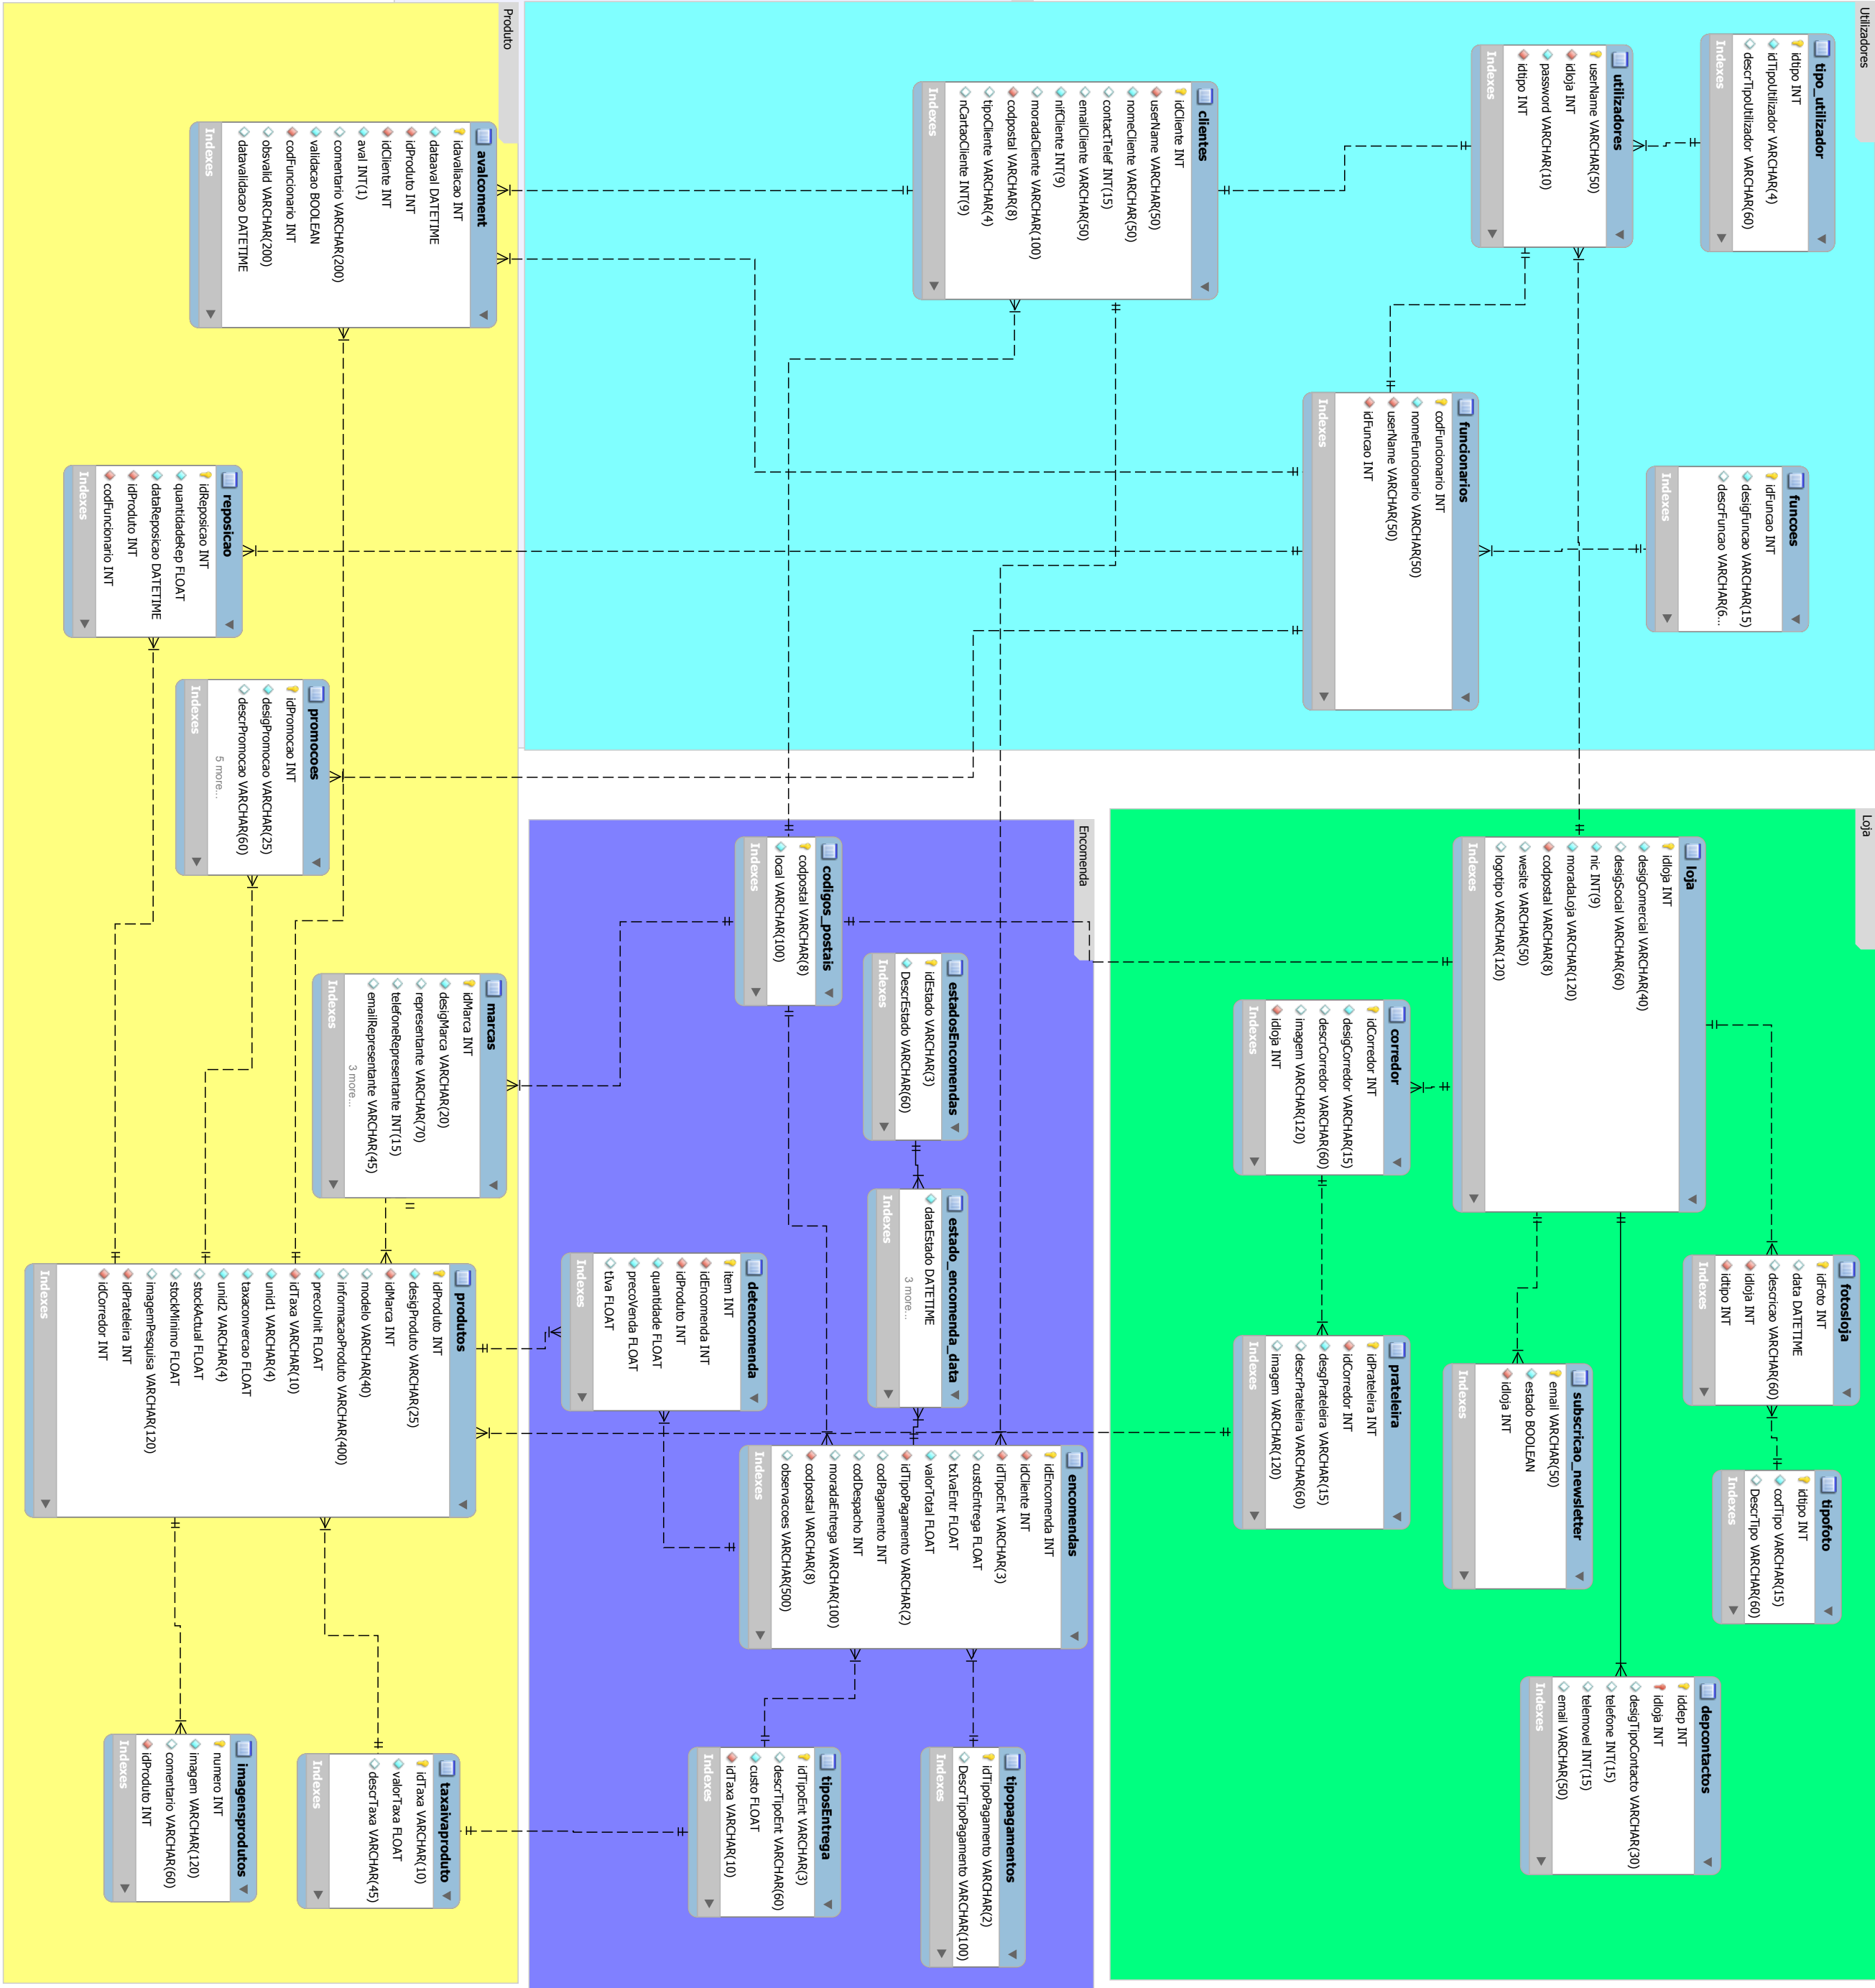 Utilizadores
tipo_utilizador
idtipo INT
idTipoUtilizador VARCHAR(4)
descrTipoUtilizador VARCHAR(60)
Indexes
utilizadores
userName VARCHAR(50)
idloja INT
password VARCHAR(10)
idtipo INT
Indexes
funcoes
idFuncao INT
desigFuncao VARCHAR(15)
descrFuncao VARCHAR(6...
Indexes
funcionarios
codFuncionario INT
nomeFuncionario VARCHAR(50)
userName VARCHAR(50)
idFuncao INT
Indexes
clientes
idCliente INT
userName VARCHAR(50)
nomeCliente VARCHAR(50)
contactTelef INT(15)
emailCliente VARCHAR(50)
nifCliente INT(9)
moradaCliente VARCHAR(100)
codpostal VARCHAR(8)
tipoCliente VARCHAR(4)
nCartaoCliente INT(9)
Indexes
Loja
loja
idloja INT
desigComercial VARCHAR(40)
desigSocial VARCHAR(60)
nic INT(9)
moradaLoja VARCHAR(120)
codpostal VARCHAR(8)
wesite VARCHAR(50)
logotipo VARCHAR(120)
Indexes
fotosloja
idFoto INT
data DATETIME
descricao VARCHAR(60)
idloja INT
idtipo INT
Indexes
tipofoto
idtipo INT
codTipo VARCHAR(15)
DescrTipo VARCHAR(60)
Indexes
subscricao_newsletter
email VARCHAR(50)
estado BOOLEAN
idloja INT
Indexes
depcontactos
iddep INT
idloja INT
desigTipoContacto VARCHAR(30)
telefone INT(15)
telemovel INT(15)
email VARCHAR(50)
Indexes
corredor
idCorredor INT
desigCorredor VARCHAR(15)
descrCorredor VARCHAR(60)
imagem VARCHAR(120)
idloja INT
Indexes
prateleira
idPrateleira INT
idCorredor INT
desgPrateleira VARCHAR(15)
descrPrateleira VARCHAR(60)
imagem VARCHAR(120)
Indexes
Encomenda
codigos_postais
codpostal VARCHAR(8)
local VARCHAR(100)
Indexes
estadosEncomendas
idEstado VARCHAR(3)
DescrEstado VARCHAR(60)
Indexes
estado_encomenda_data
dataEstado DATETIME
3 more...
Indexes
detencomenda
item INT
idEncomenda INT
idProduto INT
quantidade FLOAT
precoVenda FLOAT
tIva FLOAT
Indexes
encomendas
idEncomenda INT
idCliente INT
idTipoEnt VARCHAR(3)
custoEntrega FLOAT
txIvaEntr FLOAT
valorTotal FLOAT
idTipoPagamento VARCHAR(2)
codPagamento INT
codDespacho INT
moradaEntrega VARCHAR(100)
codpostal VARCHAR(8)
observacoes VARCHAR(500)
Indexes
tipopagamentos
idTipoPagamento VARCHAR(2)
DescrTipoPagamento VARCHAR(100)
Indexes
tiposEntrega
idTipoEnt VARCHAR(3)
descrTipoEnt VARCHAR(60)
custo FLOAT
idTaxa VARCHAR(10)
Indexes
Produto
avalcoment
idavaliacao INT
dataaval DATETIME
idProduto INT
idCliente INT
aval INT(1)
comentario VARCHAR(200)
validacao BOOLEAN
codFuncionario INT
obsvalid VARCHAR(200)
datavalidacao DATETIME
Indexes
reposicao
idReposicao INT
quantidadeRep FLOAT
dataReposicao DATETIME
idProduto INT
codFuncionario INT
Indexes
promocoes
idPromocao INT
desigPromocao VARCHAR(25)
descrPromocao VARCHAR(60)
5 more...
Indexes
marcas
idMarca INT
desigMarca VARCHAR(20)
representante VARCHAR(70)
telefoneRepresentante INT(15)
emailRepresentante VARCHAR(45)
3 more...
Indexes
produtos
idProduto INT
desigProduto VARCHAR(25)
idMarca INT
modelo VARCHAR(40)
informacaoProduto VARCHAR(400)
precoUnit FLOAT
idTaxa VARCHAR(10)
unid1 VARCHAR(4)
taxaconvercao FLOAT
unid2 VARCHAR(4)
stockActual FLOAT
stockMinimo FLOAT
imagemPesquisa VARCHAR(120)
idPrateleira INT
idCorredor INT
Indexes
taxaivaproduto
idTaxa VARCHAR(10)
valorTaxa FLOAT
descrTaxa VARCHAR(45)
Indexes
imagensprodutos
numero INT
imagem VARCHAR(120)
comentario VARCHAR(60)
idProduto INT
Indexes